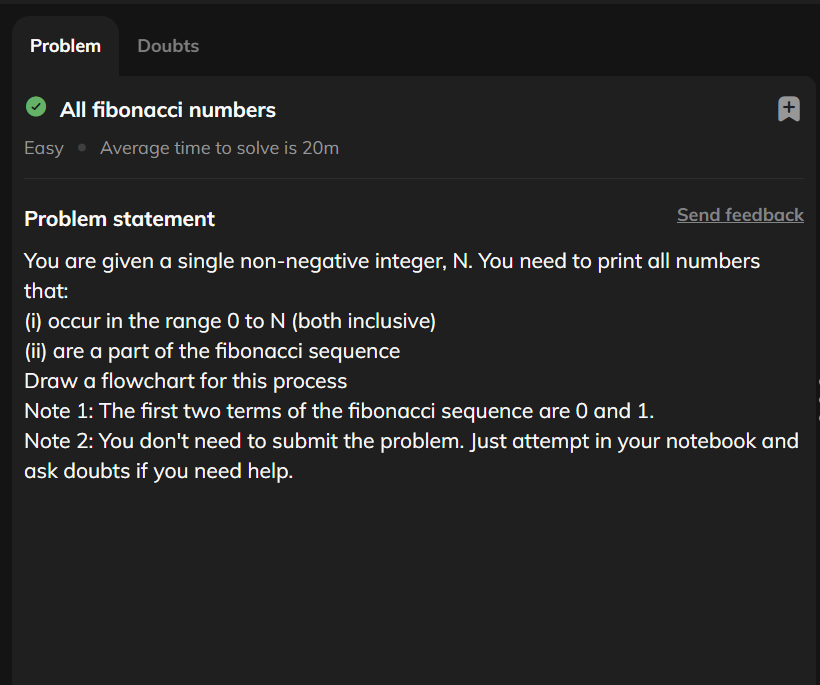 Problem
Doubts
All fibonacci numbers
Easy
Average time to solve is 20m
Problem statement
Send feedback
You are given a single non-negative integer, N. You need to print all numbers
that:
(i) occur in the range 0 to N (both inclusive)
(ii) are a part of the fibonacci sequence
Draw a flowchart for this process
Note 1: The first two terms of the fibonacci sequence are 0 and 1.
Note 2: You don't need to submit the problem. Just attempt in your notebook and
ask doubts if you need help.